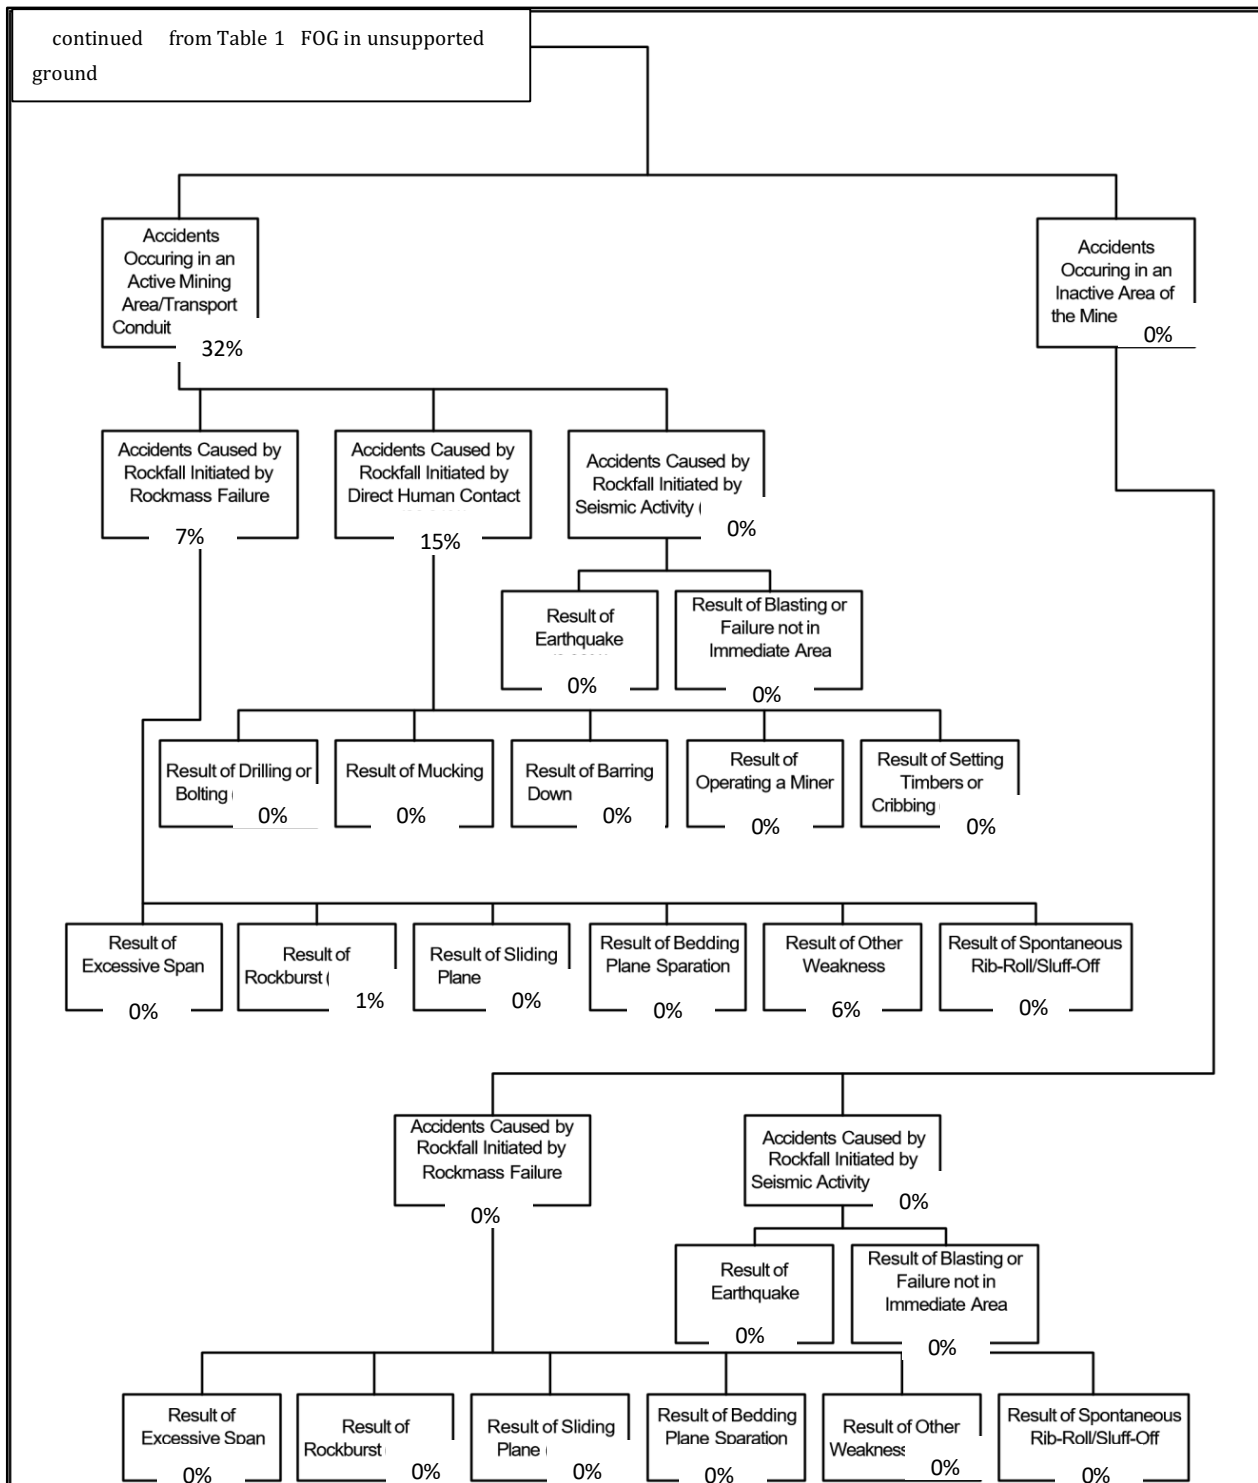 continued from Table 1 FOG in unsupported
ground
Accidents
Occuring in an
Active Mining
Area/Transport
Conduit
32%
Accidents
Occuring in an
Inactive Area of
the Mine
0%
Accidents Caused by
Rockfall Initiated by
Rockmass Failure
7%
Accidents Caused by
Rockfall Initiated by
Direct Human Contact
15%
Accidents Caused by
Rockfall Initiated by
Seismic Activity (
0%
Result of
Earthquake
0%
Result of Blasting or
Failure not in
Immediate Area
0%
Result of Drilling or
Bolting (
0%
Result of Mucking
0%
Result of Barring
Down
0%
Result of
Operating a Miner
0%
Result of Setting
Timbers or
Cribbing (
0%
Result of
Excessive Span
0%
Result of
Rockburst (
1%
Result of Sliding
Plane
0%
Result of Bedding
Plane Sparation
0%
Result of Other
Weakness
6%
Result of Spontaneous
Rib-Roll/Sluff-Off
0%
Accidents Caused by
Rockfall Initiated by
Rockmass Failure
0%
Accidents Caused by
Rockfall Initiated by
Seismic Activity
0%
Result of
Earthquake
0%
Result of Blasting or
Failure not in
Immediate Area
0%
Result of
Excessive Span
0%
Result of
Rockburst (
0%
Result of Sliding
Plane (
0%
Result of Bedding
Plane Sparation
0%
Result of Other
Weakness
0%
Result of Spontaneous
Rib-Roll/Sluff-Off
0%